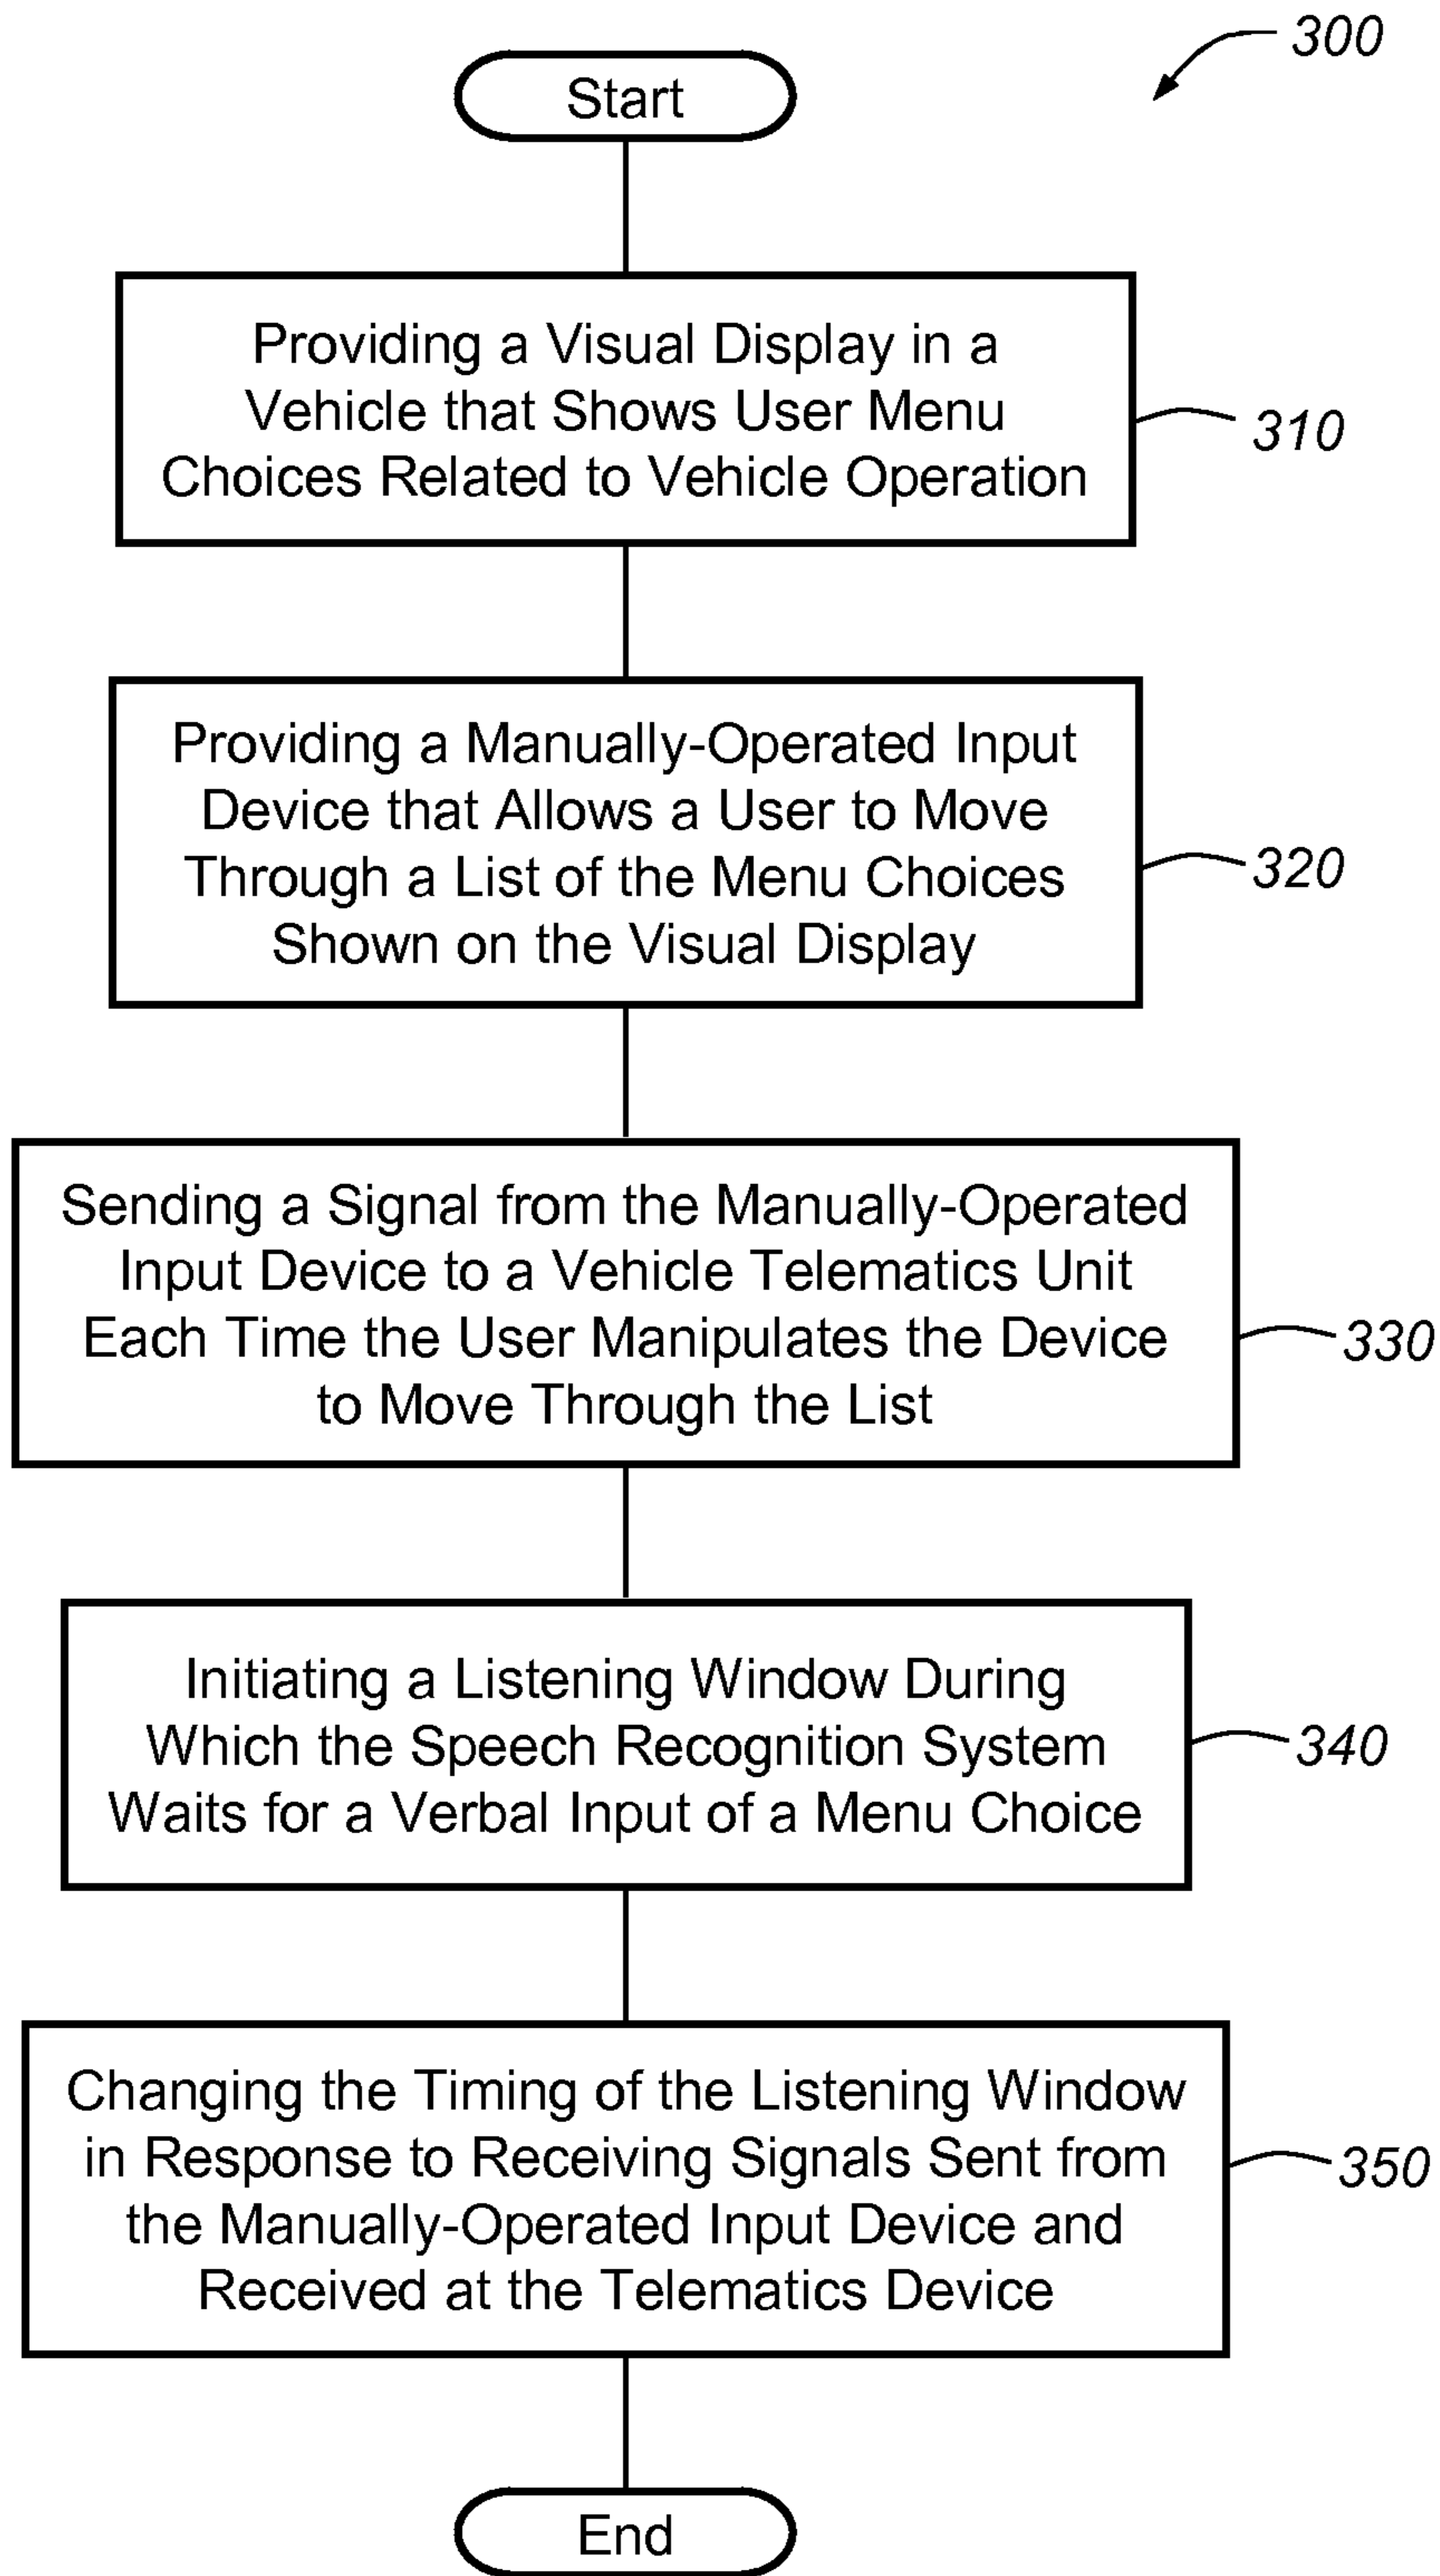 300
Start
Providing a Visual Display in a
Vehicle that Shows User Menu
Choices Related to Vehicle Operation
310
Providing a Manually-Operated Input
Device that Allows a User to Move
Through a List of the Menu Choices
Shown on the Visual Display
320
Sending a Signal from the Manually-Operated
Input Device to a Vehicle Telematics Unit
Each Time the User Manipulates the Device
to Move Through the List
330
Initiating a Listening Window During
Which the Speech Recognition System
Waits for a Verbal Input of a Menu Choice
340
Changing the Timing of the Listening Window
in Response to Receiving Signals Sent from
the Manually-Operated Input Device and
Received at the Telematics Device
350
End